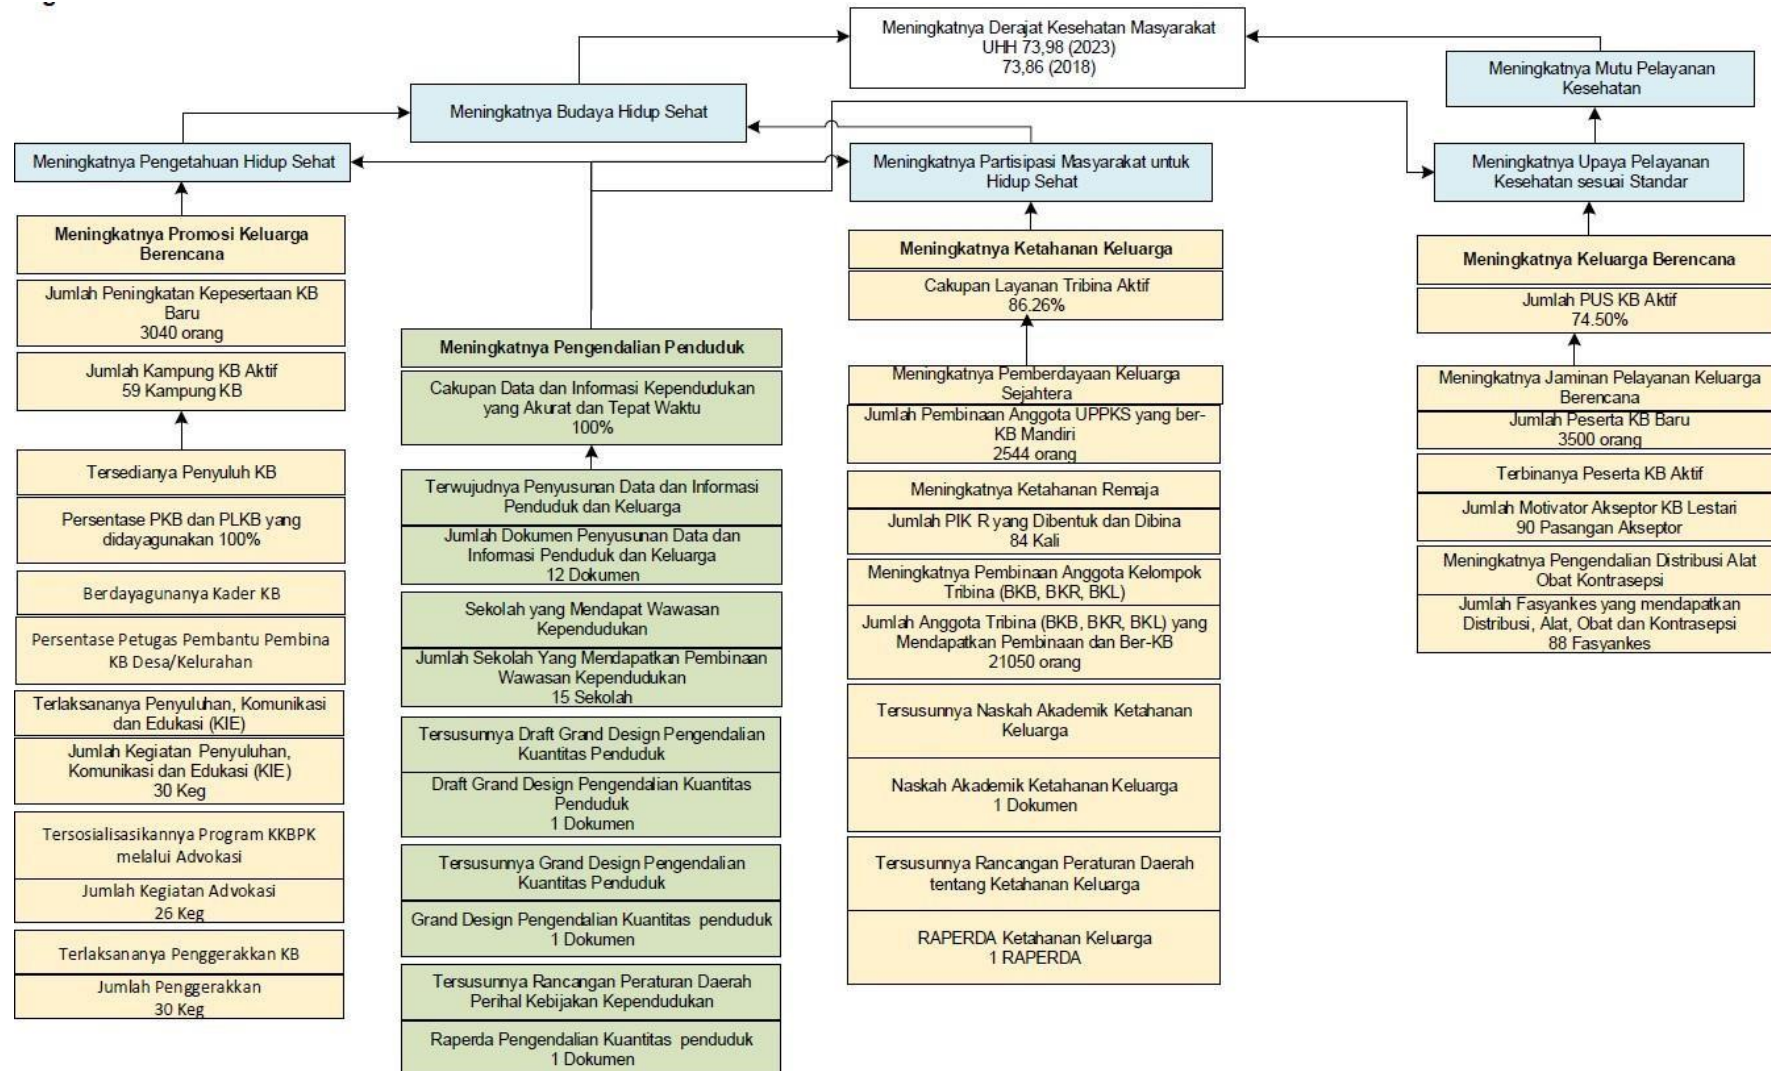 Meningkatnya Derajat Kesehatan Masyarakat
UHH 73,98 (2023)
73,86 (2018)
Meningkatnya Mutu Pelayanan
Kesehatan
Meningkatnya Budaya Hidup Sehat
Meningkatnya Pengetahuan Hidup Sehat
Meningkatnya Partisipasi Masyarakat untuk
Hidup Sehat
Meningkatnya Upaya Pelayanan
Kesehatan sesuai Standar
Meningkatnya Promosi Keluarga
Berencana
Jumlah Peningkatan Kepesertaan KB
Baru
3040 orang
Jumlah Kampung KB Aktif
59 Kampung KB
Tersedianya Penyuluh KB
Persentase PKB dan PLKB yang
didayagunakan 100%
Berdayagunanya Kader KB
Persentase Petugas Pembantu Pembina
KB Desa/Kelurahan
Terlaksananya Penyuluhan, Komunikasi
dan Edukasi (KIE)
Jumlah Kegiatan Penyuluhan,
Komunikasi dan Edukasi (KIE)
30 Keg
Tersosialisasikannya Program KKBPK
melalui Advokasi
Jumlah Kegiatan Advokasi
26 Keg
Terlaksananya Penggerakkan KB
Jumlah Penggerakkan
30 Keg
Meningkatnya Pengendalian Penduduk
Cakupan Data dan Informasi Kependudukan
yang Akurat dan Tepat Waktu
100%
Terwujudnya Penyusunan Data dan Informasi
Penduduk dan Keluarga
Jumlah Dokumen Penyusunan Data dan
Informasi Penduduk dan Keluarga
12 Dokumen
Sekolah yang Mendapat Wawasan
Kependudukan
Jumlah Sekolah Yang Mendapatkan Pembinaan
Wawasan Kependudukan
15 Sekolah
Tersusunnya Draft Grand Design Pengendalian
Kuantitas Penduduk
Draft Grand Design Pengendalian Kuantitas
Penduduk
1 Dokumen
Tersusunnya Grand Design Pengendalian
Kuantitas Penduduk
Grand Design Pengendalian Kuantitas penduduk
1 Dokumen
Tersusunnya Rancangan Peraturan Daerah
Perihal Kebijakan Kependudukan
Raperda Pengendalian Kuantitas penduduk
1 Dokumen
Meningkatnya Ketahanan Keluarga
Cakupan Layanan Tribina Aktif
86.26%
Meningkatnya Pemberdayaan Keluarga
Sejahtera
Jumlah Pembinaan Anggota UPPKS yang ber-
KB Mandiri
2544 orang
Meningkatnya Ketahanan Remaja
Jumlah PIK R yang Dibentuk dan Dibina
84 Kali
Meningkatnya Pembinaan Anggota Kelompok
Tribina (BKB, BKR, BKL)
Jumlah Anggota Tribina (BKB, BKR, BKL) yang
Mendapatkan Pembinaan dan Ber-KB
21050 orang
Tersusunnya Naskah Akademik Ketahanan
Keluarga
Naskah Akademik Ketahanan Keluarga
1 Dokumen
Tersusunnya Rancangan Peraturan Daerah
tentang Ketahanan Keluarga
RAPERDA Ketahanan Keluarga
1 RAPERDA
Meningkatnya Keluarga Berencana
Jumlah PUS KB Aktif
74.50%
Meningkatnya Jaminan Pelayanan Keluarga
Berencana
Jumlah Peserta KB Baru
3500 orang
Terbinanya Peserta KB Aktif
Jumlah Motivator Akseptor KB Lestari
90 Pasangan Akseptor
Meningkatnya Pengendalian Distribusi Alat
Obat Kontrasepsi
Jumlah Fasyankes yang mendapatkan
Distribusi, Alat, Obat dan Kontrasepsi
88 Fasyankes